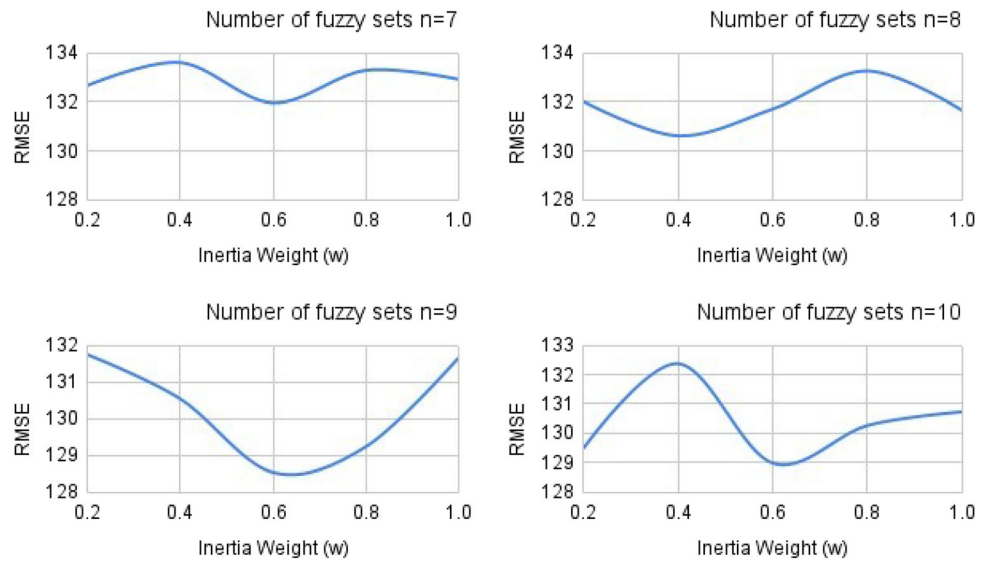 Number of fuzzy sets n=7
134
132
130
128
RMSE
0.2 0.4 0.6 0.8 1.0
Inertia Weight (w)
Number of fuzzy sets n=8
134
132
130
128
RMSE
0.2 0.4 0.6 0.8 1.0
Inertia Weight (w)
Number of fuzzy sets n=9
132
131
130
129
128
RMSE
0.2 0.4 0.6 0.8 1.0
Inertia Weight (w)
Number of fuzzy sets n=10
133
132
131
130
129
128
RMSE
0.2 0.4 0.6 0.8 1.0
Inertia Weight (w)